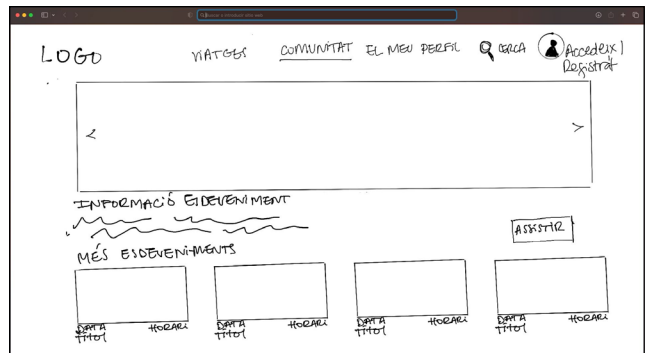 LOGO
VIATGES COMUNITAT EL MEU PERFIL CERCA Accedeix |
Registra't
< >
INFORMACIÓ ESDEVENIMENT
ASSISTIR
MÉS ESDEVENIMENTS
DATA HORARI DATA HORARI DATA HORARI DATA HORARI
Títol Títol Títol Títol